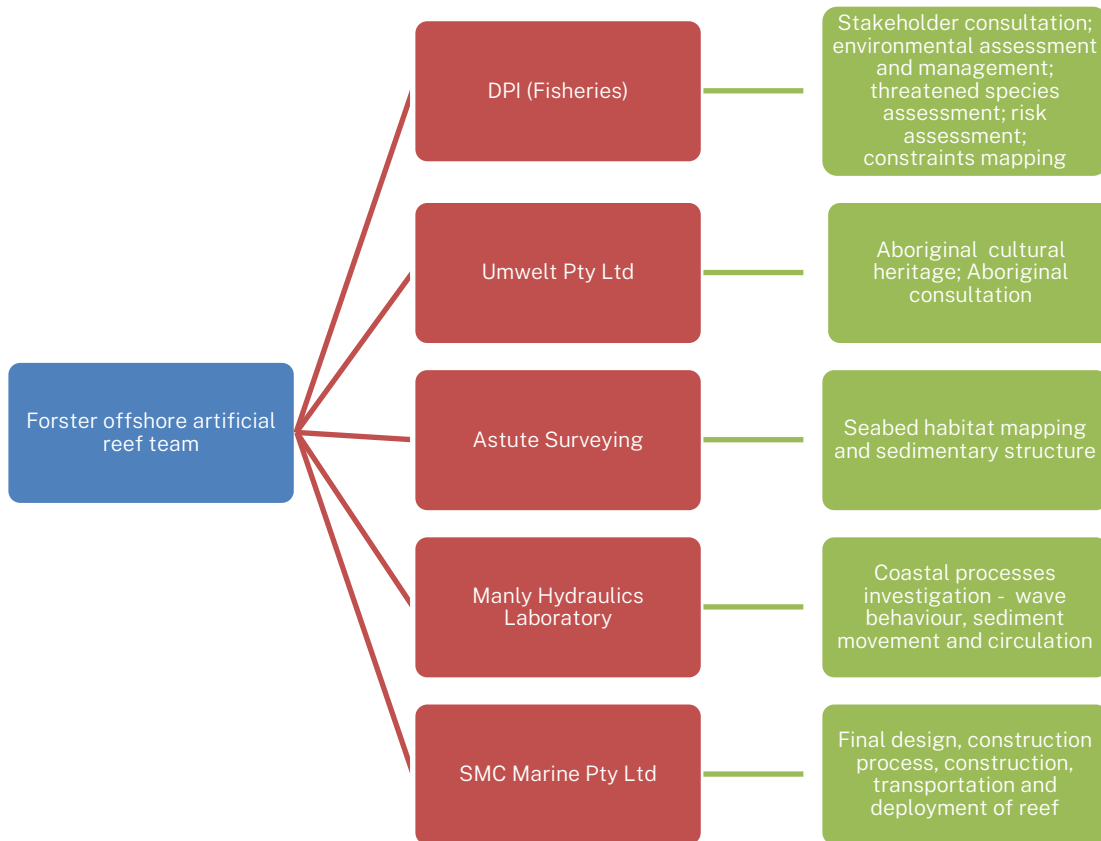 DPI (Fisheries)
Stakeholder consultation;
environmental assessment
and management;
threatened species
assessment; risk
assessment;
constraints mapping
Umwelt Pty Ltd
Aboriginal  cultural
heritage; Aboriginal
consultation
Forster offshore artificial
reef team
Astute Surveying
Seabed habitat mapping
and sedimentary structure
Manly Hydraulics
Laboratory
Coastal processes
investigation -  wave
behaviour, sediment
movement and circulation
SMC Marine Pty Ltd
Final design, construction
process, construction,
transportation and
deployment of reef